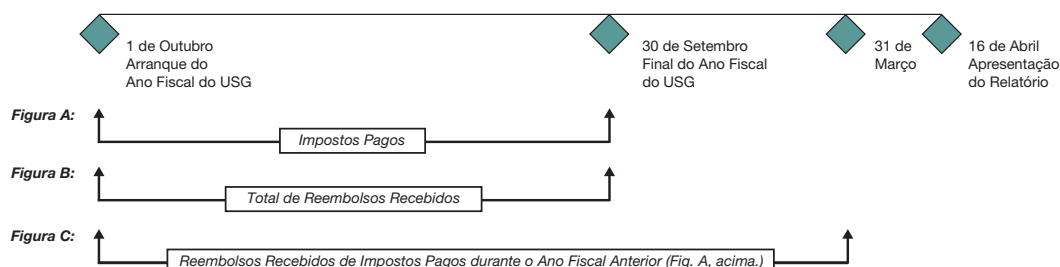 1 de Outubro
Arranque do
Ano Fiscal do USG
30 de Setembro
Final do Ano Fiscal
do USG
31 de
Março
16 de Abril
Apresentação
do Relatório
Figura A:
Impostos Pagos
Figura B:
Total de Reembolsos Recebidos
Figura C:
Reembolsos Recebidos de Impostos Pagos durante o Ano Fiscal Anterior (Fig. A, acima.)